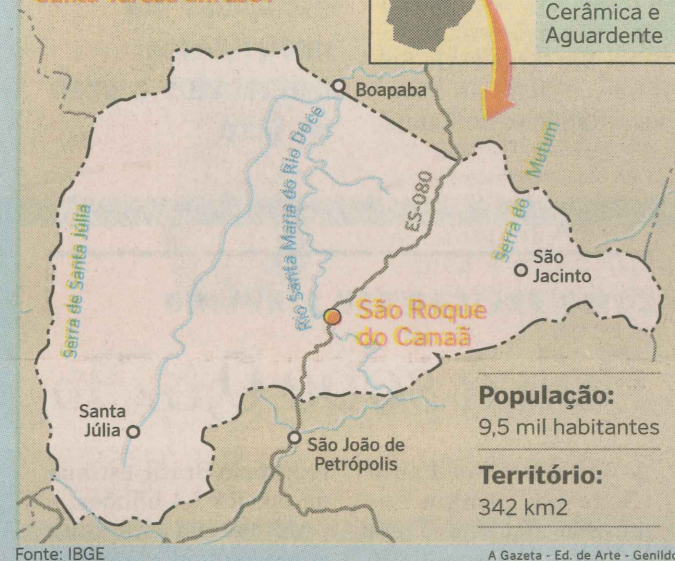 Cerâmica e
Aguardente
Boapaba
Rio Santa Maria do Rio Doce
ES-080
Serra do Mutum
Serra de Santa Júlia
São
Jacinto
São Roque
do Canaã
Santa
Júlia
São João de
Petrópolis
População:
9,5 mil habitantes
Território:
342 km2
Fonte: IBGE
A Gazeta - Ed. de Arte - Genildo